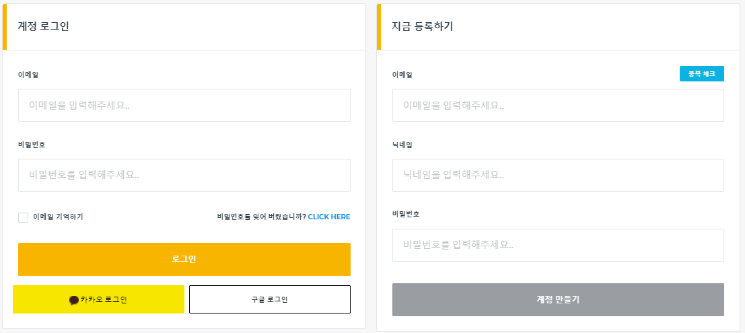 계정 로그인
이메일
이메일을 입력해주세요..
비밀번호
비밀번호를 입력해주세요..
이메일 기억하기
비밀번호를 잊어 버렸습니까? CLICK HERE
로그인
카카오 로그인
구글 로그인
지금 등록하기
이메일
중복 체크
이메일을 입력해주세요..
닉네임
닉네임을 입력해주세요..
비밀번호
비밀번호를 입력해주세요..
계정 만들기